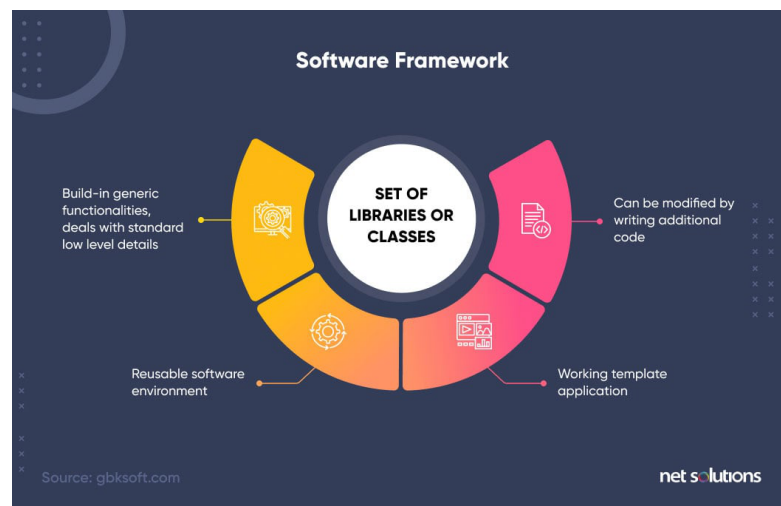 Software Framework
SET OF
LIBRARIES OR
CLASSES
Build-in generic
functionalities,
deals with standard
low level details
Can be modified by
writing additional
code
Reusable software
environment
Working template
application
Source: gbksoft.com
net solutions